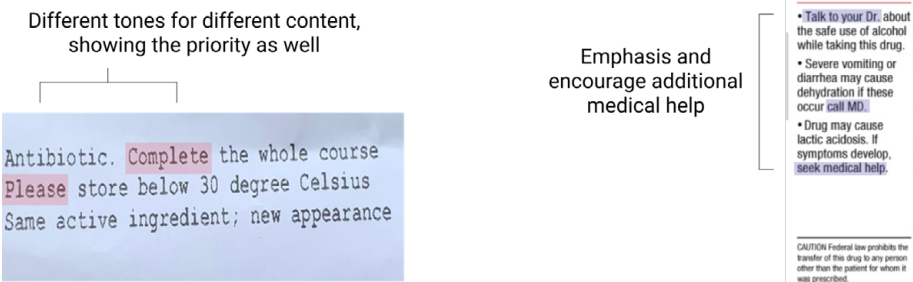 Different tones for different content,
showing the priority as well
Antibiotic. Complete the whole course
Please store below 30 degree Celsius
Same active ingredient; new appearance
Emphasis and
encourage additional
medical help
• Talk to your Dr. about
the safe use of alcohol
while taking this drug.
• Severe vomiting or
diarrhea may cause
dehydration if these
occur call MD.
• Drug may cause
lactic acidosis. If
symptoms develop,
seek medical help.
CAUTION Federal law prohibits the
transfer of this drug to any person
other than the patient for whom it
was prescribed.